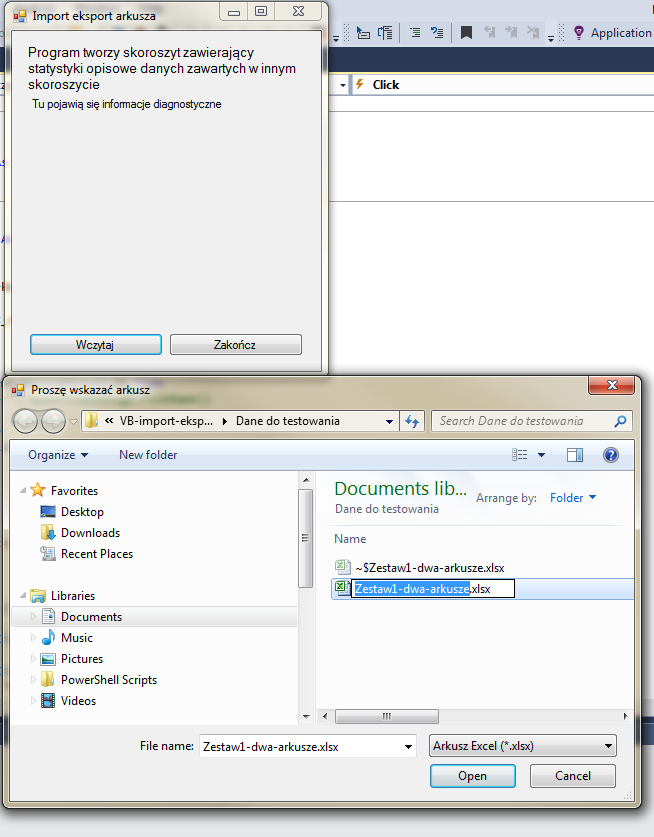 Import eksport arkusza
Application
Program tworzy skoroszyt zawierający
statystyki opisowe danych zawartych w innym
skoroszycie
Tu pojawią się informacje diagnostyczne
Click
Wczytaj
Zakończ
Proszę wskazać arkusz
« VB-import-eksp... Dane do testowania
Search Dane do testowania
Organize
New folder
Favorites
Desktop
Downloads
Recent Places
Libraries
Documents
Music
Pictures
PowerShell Scripts
Videos
Documents lib...
Dane do testowania
Arrange by: Folder
Name
~$Zestaw1-dwa-arkusze.xlsx
Zestaw1-dwa-arkusze.xlsx
File name: Zestaw1-dwa-arkusze.xlsx
Arkusz Excel (*.xlsx)
Open
Cancel